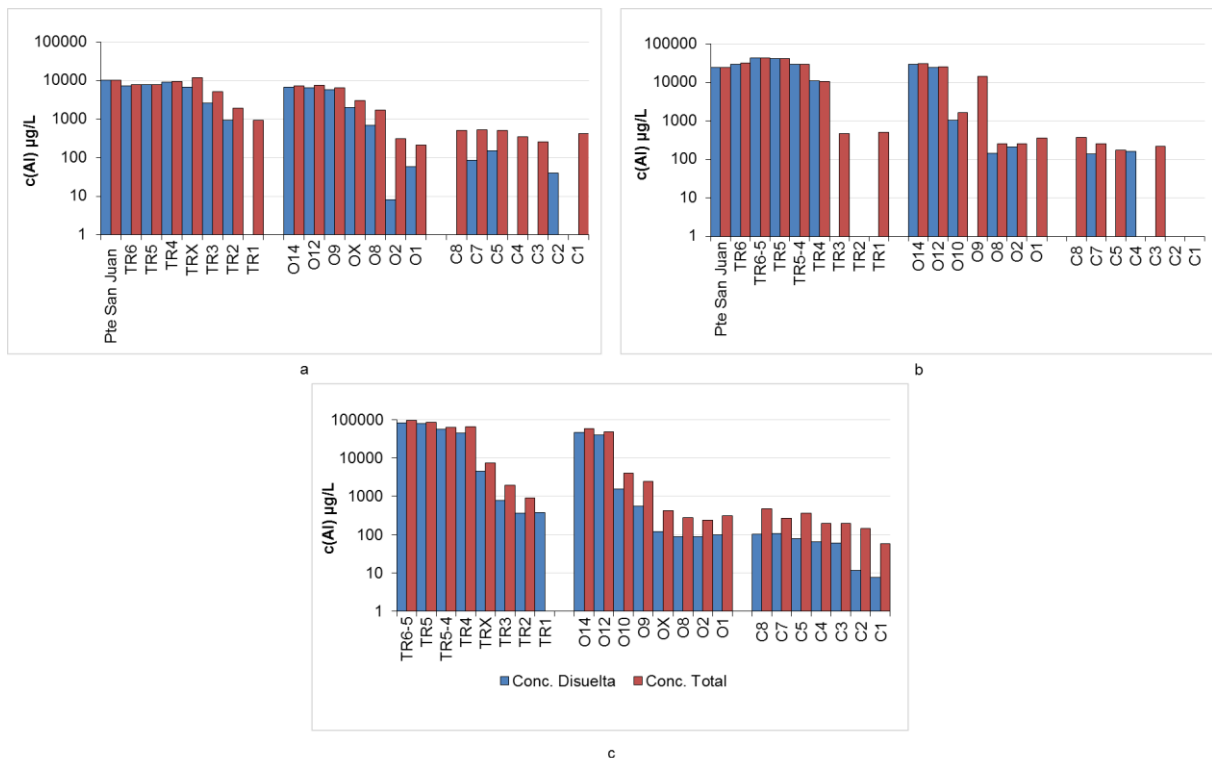 100000
10000
1000
100
10
1
c(Al) µg/L
Pte San Juan
TR6
TR5
TR4
TRX
TR3
TR2
TR1
O14
O12
O9
OX
O8
O2
O1
C8
C7
C5
C4
C3
C2
C1
a
100000
10000
1000
100
10
1
c(Al) µg/L
Pte San Juan
TR6
TR6-5
TR5
TR5-4
TR4
TR3
TR2
TR1
O14
O12
O10
O9
O8
O2
O1
C8
C7
C5
C4
C3
C2
C1
b
100000
10000
1000
100
10
1
c(Al) µg/L
TR6-5
TR5
TR5-4
TR4
TRX
TR3
TR2
TR1
O14
O12
O10
O9
OX
O8
O2
O1
C8
C7
C5
C4
C3
C2
C1
Conc. Disuelta Conc. Total
c